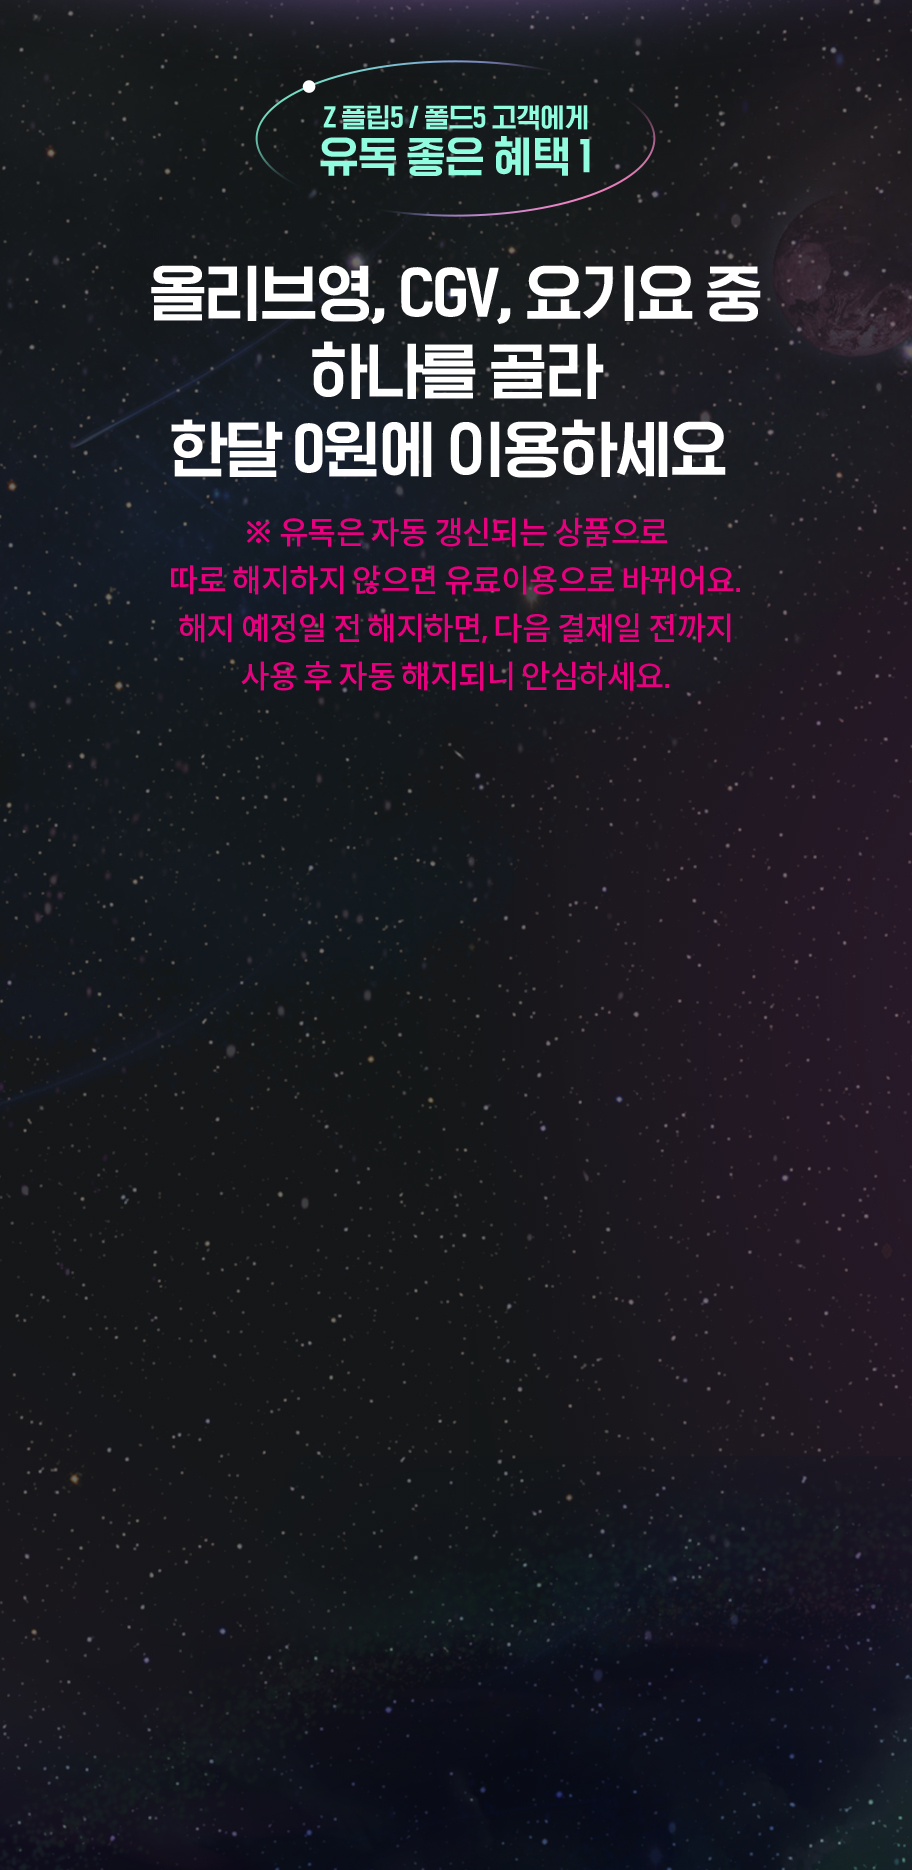 Z 플립5 / 폴드5 고객에게
유독 좋은 혜택 1
올리브영, CGV, 요기요 중
하나를 골라
한달 0원에 이용하세요
※ 유독은 자동 갱신되는 상품으로
따로 해지하지 않으면 유료이용으로 바뀌어요.
해지 예정일 전 해지하면, 다음 결제일 전까지
사용 후 자동 해지되니 안심하세요.